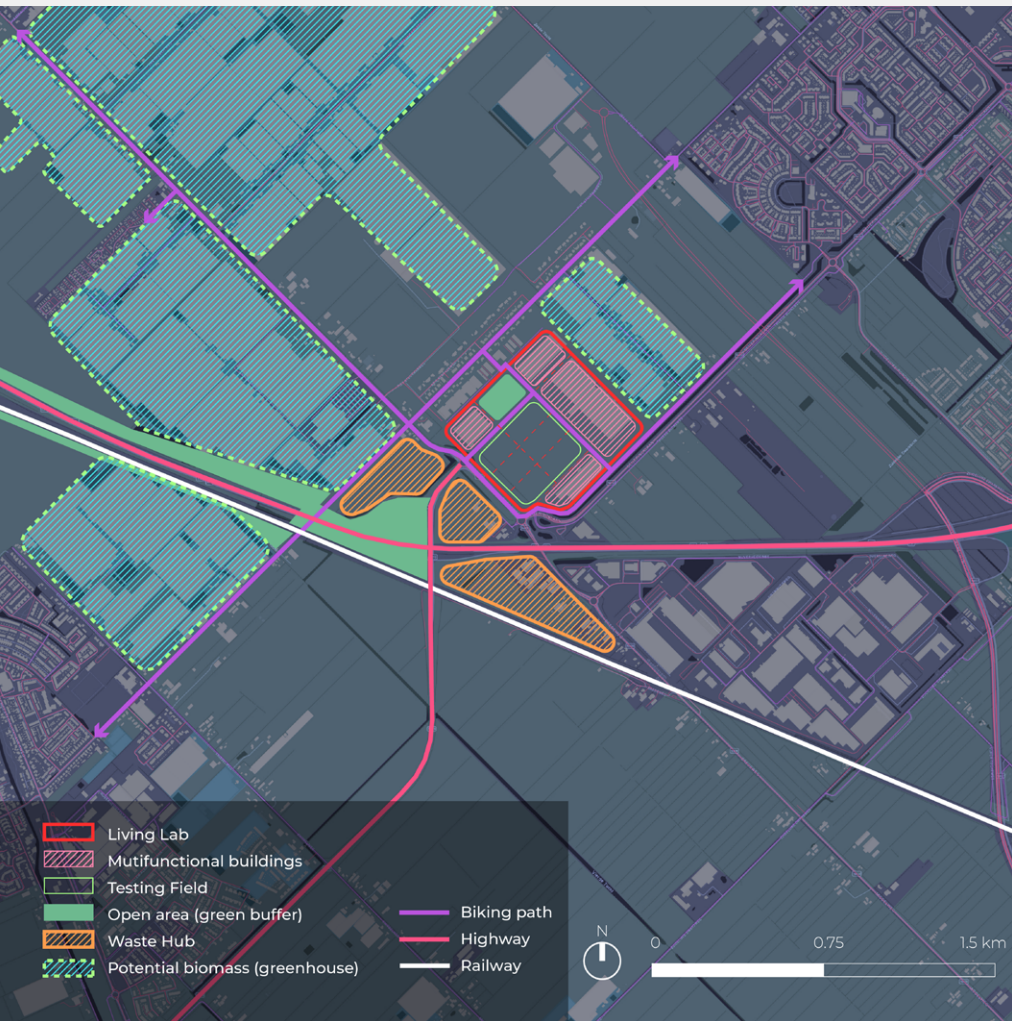 Living Lab
Mutifunctional buildings
Testing Field
Open area (green buffer)
Waste Hub
Potential biomass (greenhouse)
Biking path
Highway
Railway
N
0
0.75
1.5 km